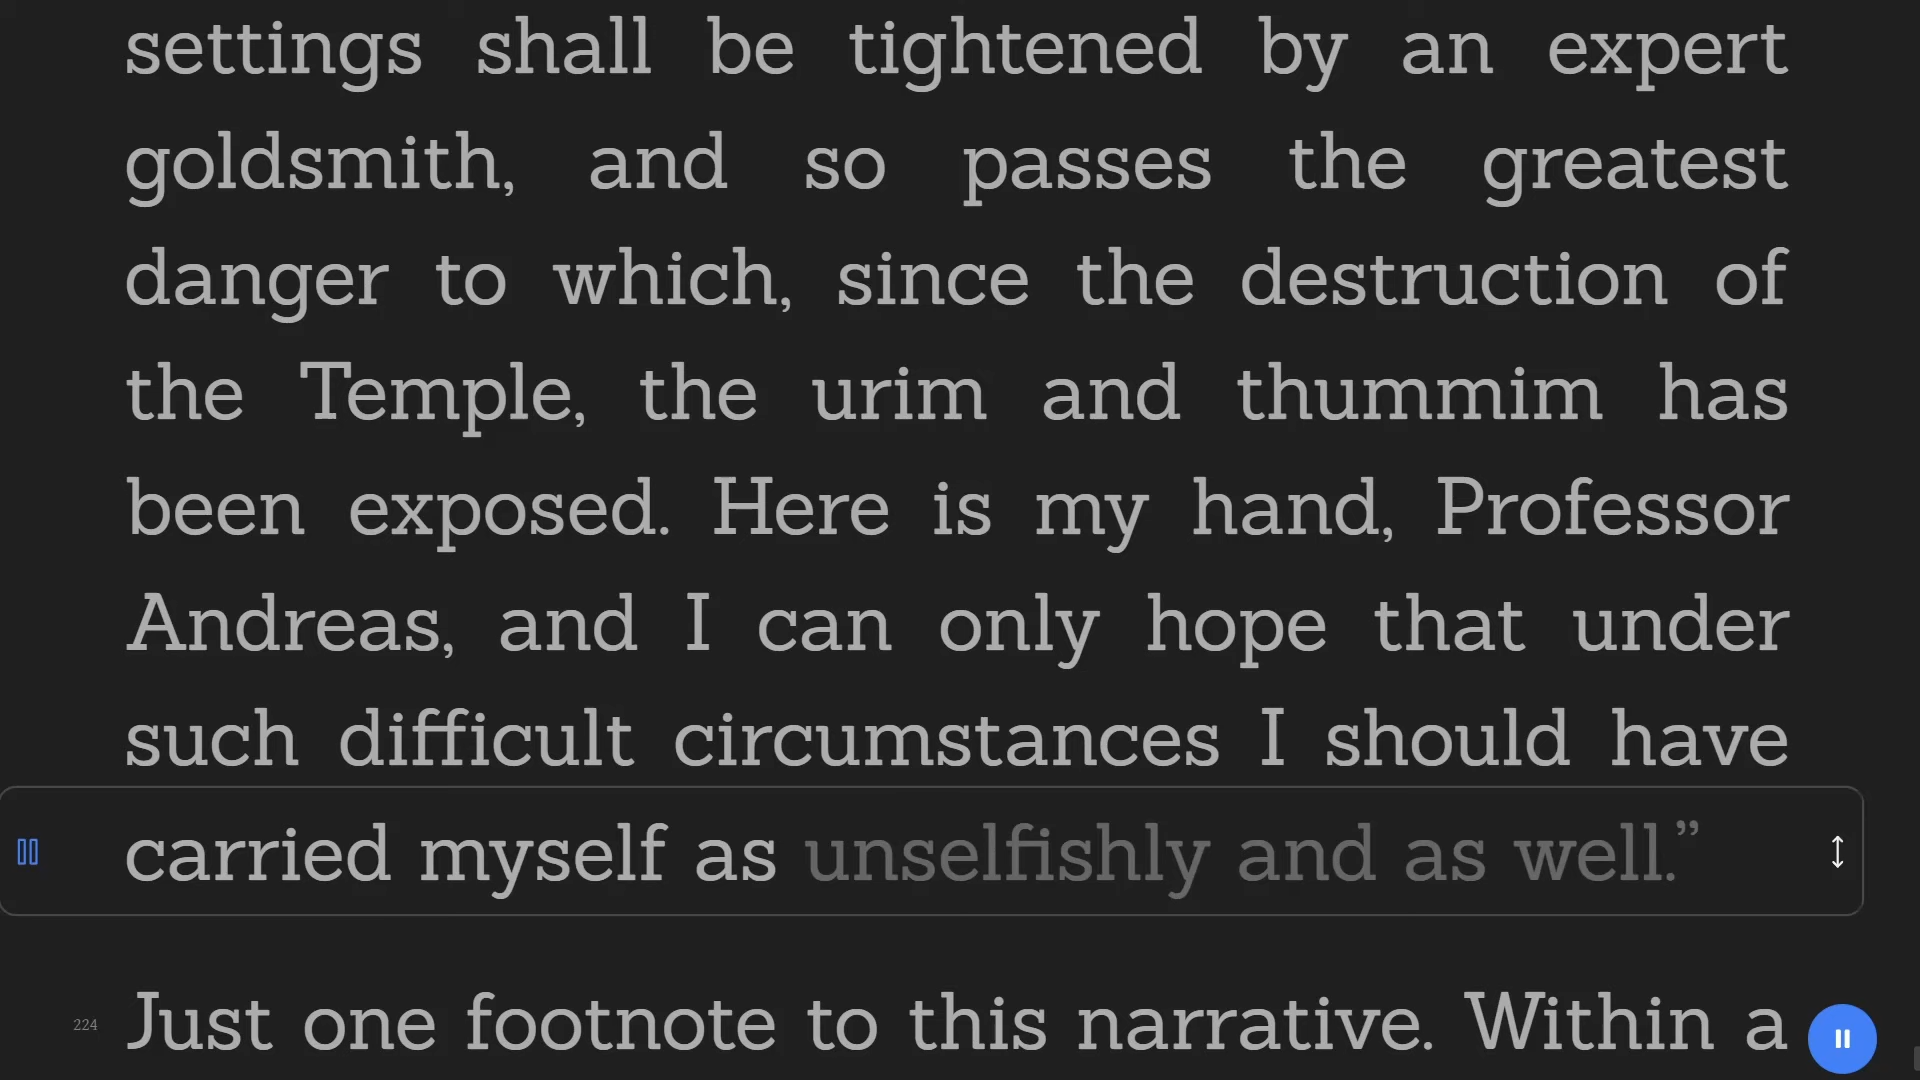 settings shall be tightened by an expert
goldsmith, and so passes the greatest
danger to which, since the destruction of
the Temple, the urim and thummim has
been exposed. Here is my hand, Professor
Andreas, and I can only hope that under
such difficult circumstances I should have
carried myself as unselfishly and as well.”
224
Just one footnote to this narrative. Within a